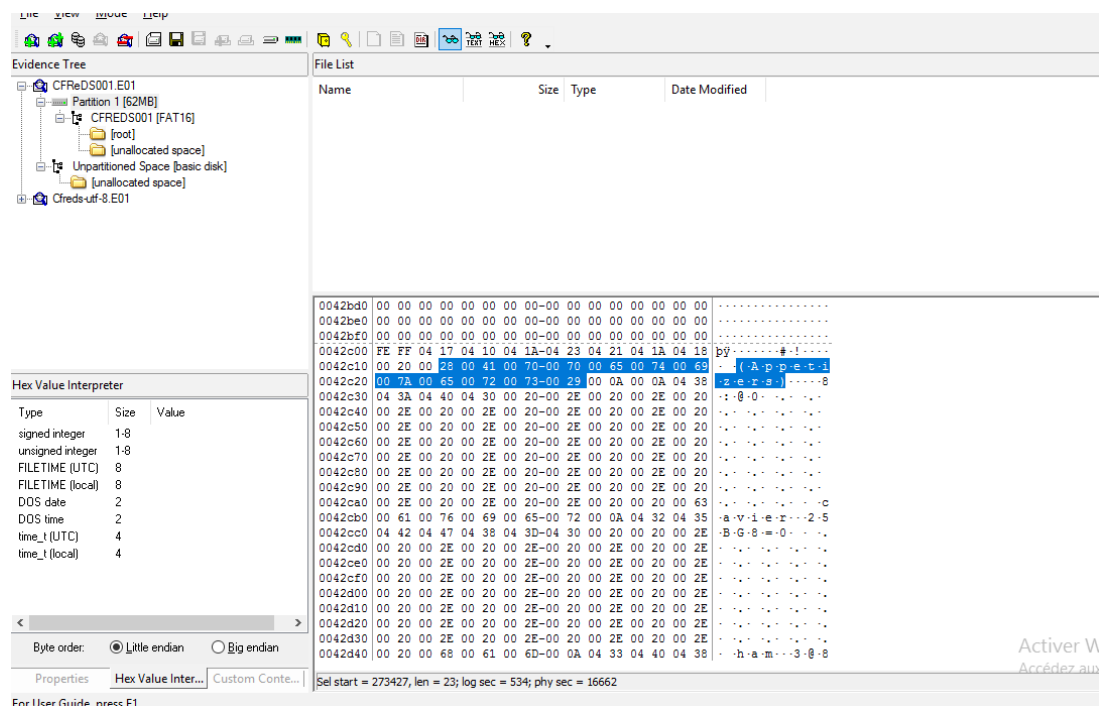 File View Mode Help
TEXT HEX
Evidence Tree
CFReDS001.E01
Partition 1 [62MB]
CFREDS001 [FAT16]
[root]
[unallocated space]
Unpartitioned Space [basic disk]
[unallocated space]
Cfreds-utf-8.E01
File List
Name Size Type Date Modified
0042bd0 00 00 00 00 00 00 00 00-00 00 00 00 00 00 00 00 ················
0042be0 00 00 00 00 00 00 00 00-00 00 00 00 00 00 00 00 ················
0042bf0 00 00 00 00 00 00 00 00-00 00 00 00 00 00 00 00 ················
0042c00 FE FF 04 17 04 10 04 1A-04 23 04 21 04 1A 04 18 þÿ·······#·!····
0042c10 00 20 00 28 00 41 00 70-00 70 00 65 00 74 00 69 · ·(·A·p·p·e·t·i
0042c20 00 7A 00 65 00 72 00 73-00 29 00 0A 00 0A 04 38 ·z·e·r·s·)·····8
0042c30 04 3A 04 40 04 30 00 20-00 2E 00 20 00 2E 00 20 ·:·@·0· ·.· ·.· 
0042c40 00 2E 00 20 00 2E 00 20-00 2E 00 20 00 2E 00 20 ·.· ·.· ·.· ·.· 
0042c50 00 2E 00 20 00 2E 00 20-00 2E 00 20 00 2E 00 20 ·.· ·.· ·.· ·.· 
0042c60 00 2E 00 20 00 2E 00 20-00 2E 00 20 00 2E 00 20 ·.· ·.· ·.· ·.· 
0042c70 00 2E 00 20 00 2E 00 20-00 2E 00 20 00 2E 00 20 ·.· ·.· ·.· ·.· 
0042c80 00 2E 00 20 00 2E 00 20-00 2E 00 20 00 2E 00 20 ·.· ·.· ·.· ·.· 
0042c90 00 2E 00 20 00 2E 00 20-00 2E 00 20 00 2E 00 20 ·.· ·.· ·.· ·.· 
0042ca0 00 2E 00 20 00 2E 00 20-00 2E 00 20 00 20 00 63 ·.· ·.· ·.· · ·c
0042cb0 00 61 00 76 00 69 00 65-00 72 00 0A 04 32 04 35 ·a·v·i·e·r···2·5
0042cc0 04 42 04 47 04 38 04 3D-04 30 00 20 00 20 00 2E ·B·G·8·=·0· · ·.
0042cd0 00 20 00 2E 00 20 00 2E-00 20 00 2E 00 20 00 2E · ·.· ·.· ·.· ·.
0042ce0 00 20 00 2E 00 20 00 2E-00 20 00 2E 00 20 00 2E · ·.· ·.· ·.· ·.
0042cf0 00 20 00 2E 00 20 00 2E-00 20 00 2E 00 20 00 2E · ·.· ·.· ·.· ·.
0042d00 00 20 00 2E 00 20 00 2E-00 20 00 2E 00 20 00 2E · ·.· ·.· ·.· ·.
0042d10 00 20 00 2E 00 20 00 2E-00 20 00 2E 00 20 00 2E · ·.· ·.· ·.· ·.
0042d20 00 20 00 2E 00 20 00 2E-00 20 00 2E 00 20 00 2E · ·.· ·.· ·.· ·.
0042d30 00 20 00 2E 00 20 00 2E-00 20 00 2E 00 20 00 2E · ·.· ·.· ·.· ·.
0042d40 00 20 00 68 00 61 00 6D-00 0A 04 33 04 40 04 38 · ·h·a·m···3·@·8
Sel start = 273427, len = 23; log sec = 534; phy sec = 16662
Hex Value Interpreter
Type Size Value
signed integer 1-8
unsigned integer 1-8
FILETIME (UTC) 8
FILETIME (local) 8
DOS date 2
DOS time 2
time_t (UTC) 4
time_t (local) 4
Byte order: Little endian Big endian
Properties Hex Value Inter... Custom Conte...
Activer W
Accédez aux
For User Guide, press F1